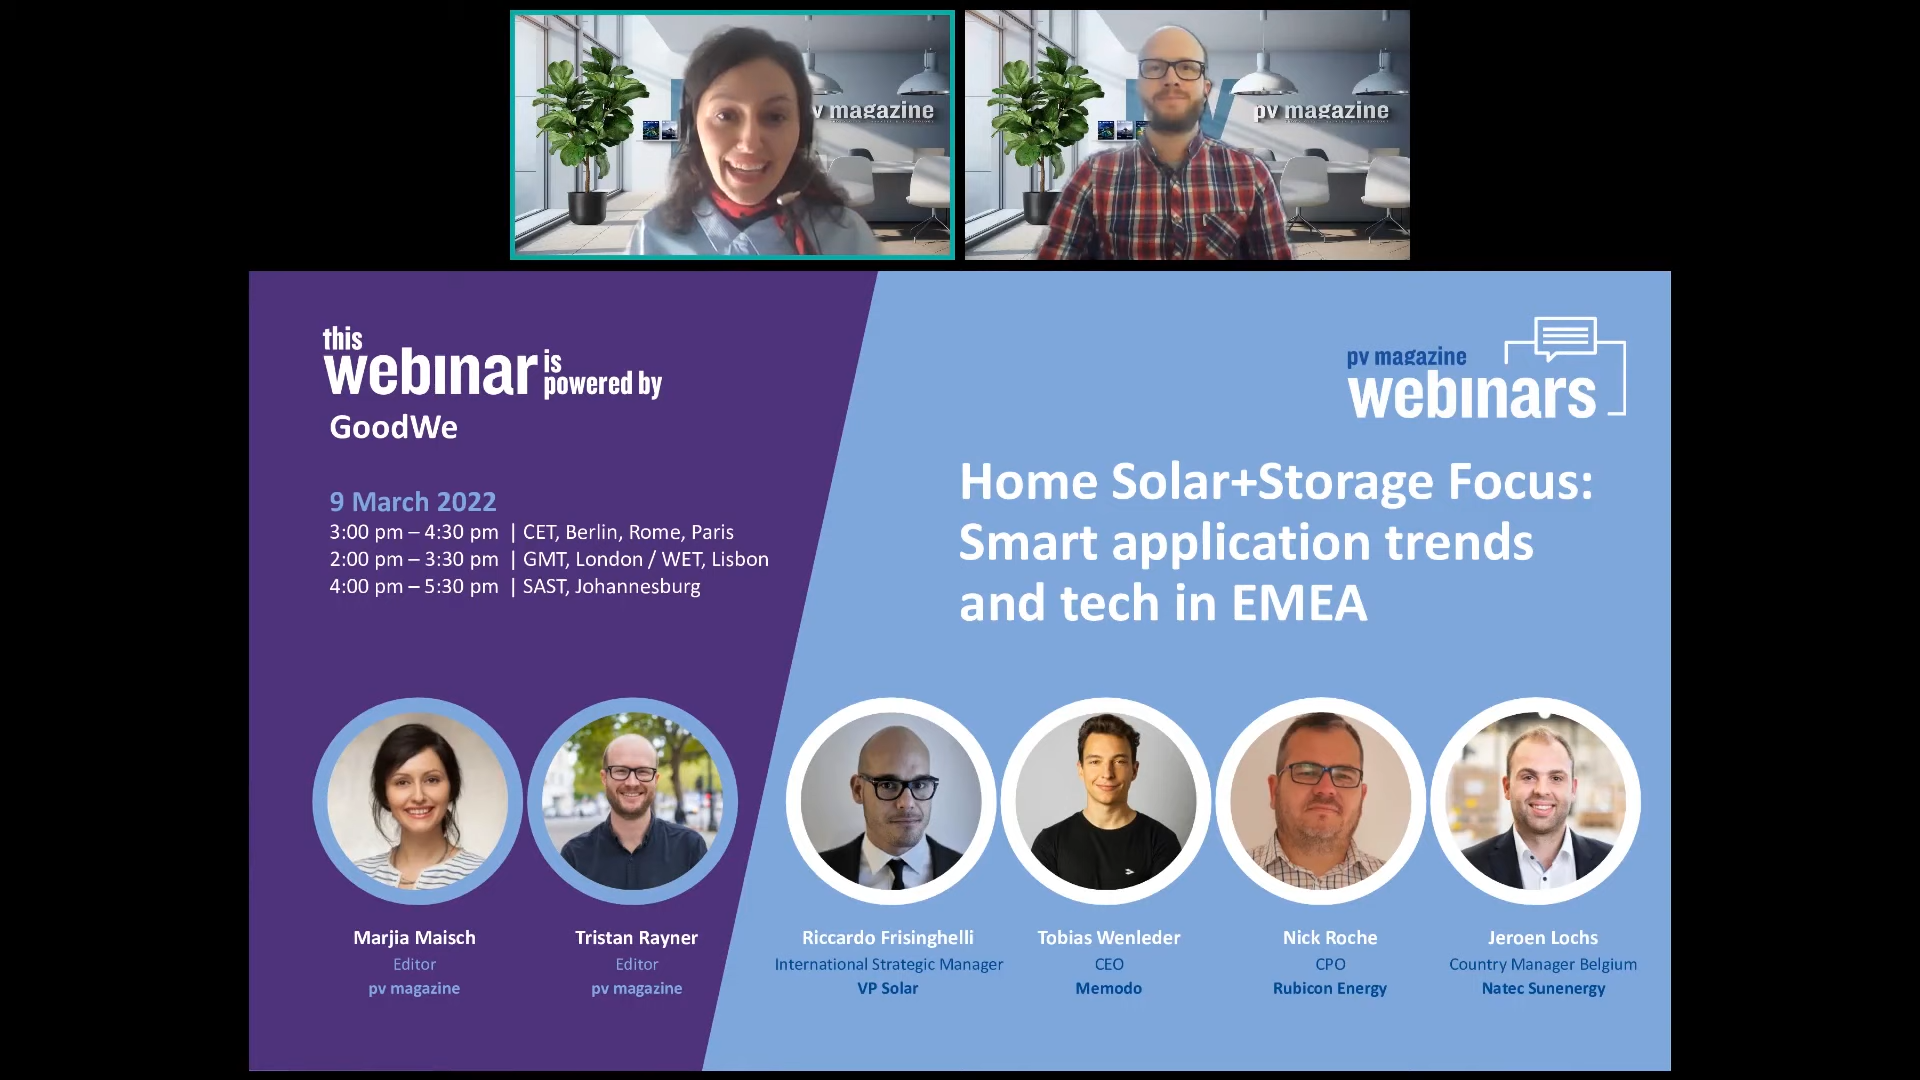 pv magazine
pv magazine
this
webinar is
powered by
GoodWe
9 March 2022
3:00 pm – 4:30 pm | CET, Berlin, Rome, Paris
2:00 pm – 3:30 pm | GMT, London / WET, Lisbon
4:00 pm – 5:30 pm | SAST, Johannesburg
pv magazine
webinars
Home Solar+Storage Focus:
Smart application trends
and tech in EMEA
Marjia Maisch
Editor
pv magazine
Tristan Rayner
Editor
pv magazine
Riccardo Frisinghelli
International Strategic Manager
VP Solar
Tobias Wenleder
CEO
Memodo
Nick Roche
CPO
Rubicon Energy
Jeroen Lochs
Country Manager Belgium
Natec Sunenergy